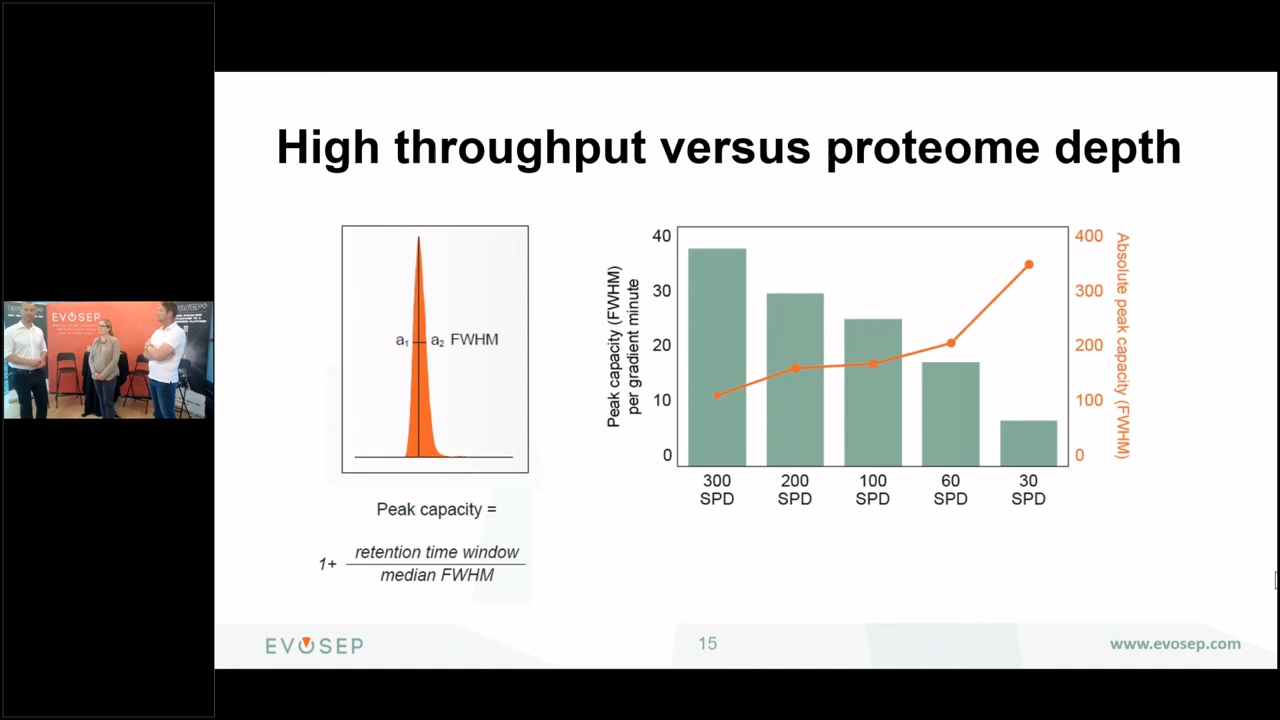 High throughput versus proteome depth
a1 a2 FWHM
Peak capacity =
1+ retention time window
median FWHM
Peak capacity (FWHM)
per gradient minute
40
30
20
10
0
300
SPD
200
SPD
100
SPD
60
SPD
30
SPD
400
300
200
100
0
Absolute peak capacity (FWHM)
EVOSEP
EVOSEP
15
www.evosep.com